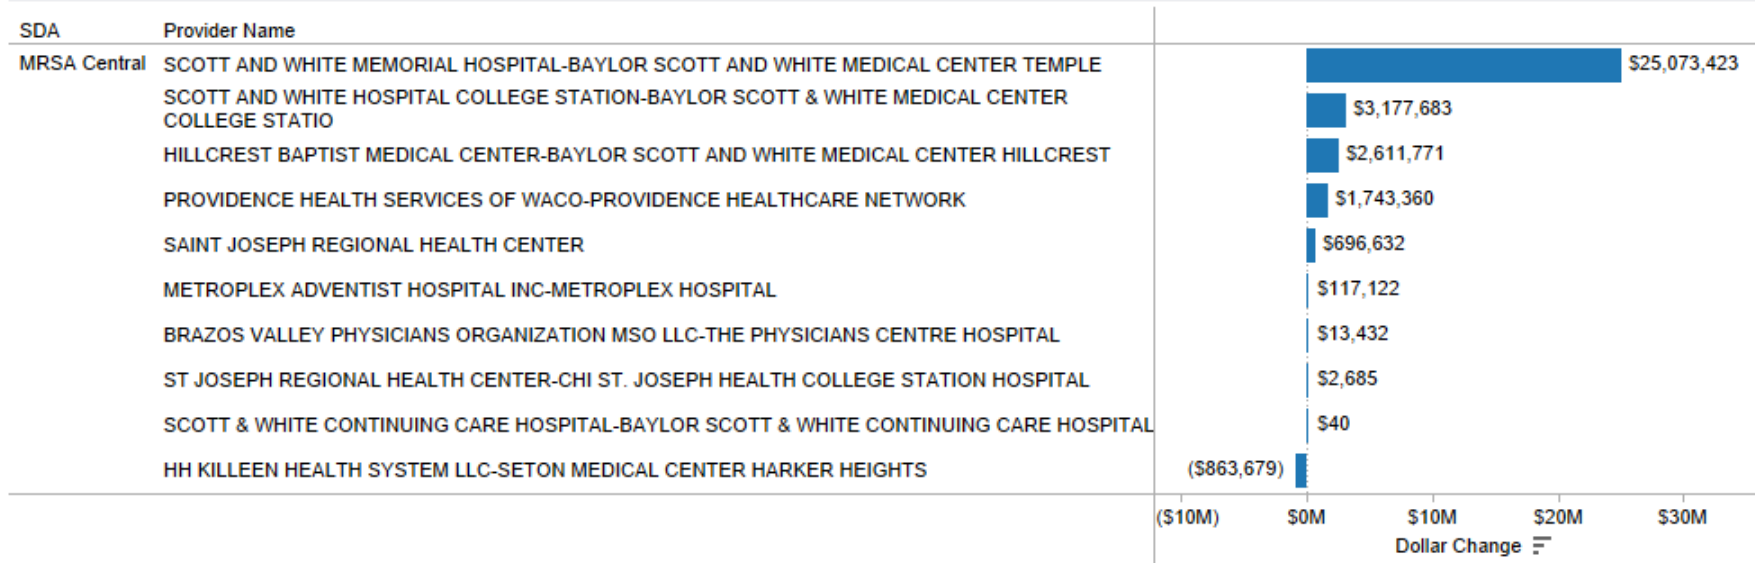 SDA Provider Name
MRSA Central SCOTT AND WHITE MEMORIAL HOSPITAL-BAYLOR SCOTT AND WHITE MEDICAL CENTER TEMPLE $25,073,423
SCOTT AND WHITE HOSPITAL COLLEGE STATION-BAYLOR SCOTT & WHITE MEDICAL CENTER
COLLEGE STATIO $3,177,683
HILLCREST BAPTIST MEDICAL CENTER-BAYLOR SCOTT AND WHITE MEDICAL CENTER HILLCREST $2,611,771
PROVIDENCE HEALTH SERVICES OF WACO-PROVIDENCE HEALTHCARE NETWORK $1,743,360
SAINT JOSEPH REGIONAL HEALTH CENTER $696,632
METROPLEX ADVENTIST HOSPITAL INC-METROPLEX HOSPITAL $117,122
BRAZOS VALLEY PHYSICIANS ORGANIZATION MSO LLC-THE PHYSICIANS CENTRE HOSPITAL $13,432
ST JOSEPH REGIONAL HEALTH CENTER-CHI ST. JOSEPH HEALTH COLLEGE STATION HOSPITAL $2,685
SCOTT & WHITE CONTINUING CARE HOSPITAL-BAYLOR SCOTT & WHITE CONTINUING CARE HOSPITAL $40
HH KILLEEN HEALTH SYSTEM LLC-SETON MEDICAL CENTER HARKER HEIGHTS ($863,679)
($10M) $0M $10M $20M $30M
Dollar Change